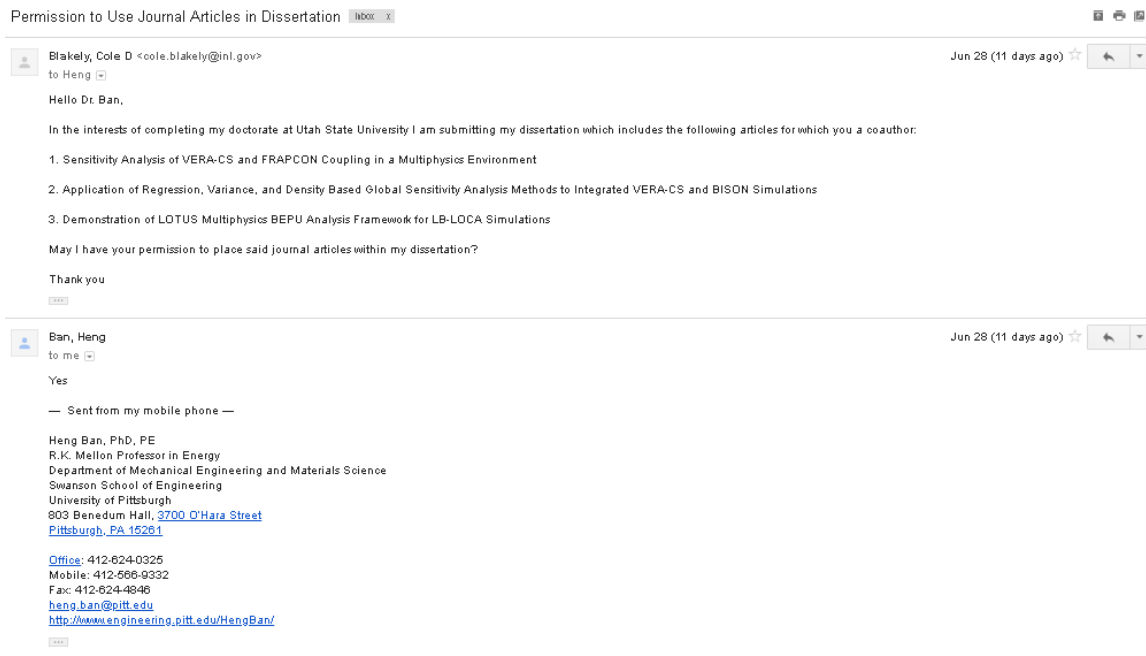 Permission to Use Journal Articles in Dissertation Inbox x
Blakely, Cole D <cole.blakely@inl.gov> Jun 28 (11 days ago)
to Heng
Hello Dr. Ban,
In the interests of completing my doctorate at Utah State University I am submitting my dissertation which includes the following articles for which you a coauthor:
1. Sensitivity Analysis of VERA-CS and FRAPCON Coupling in a Multiphysics Environment
2. Application of Regression, Variance, and Density Based Global Sensitivity Analysis Methods to Integrated VERA-CS and BISON Simulations
3. Demonstration of LOTUS Multiphysics BEPU Analysis Framework for LB-LOCA Simulations
May I have your permission to place said journal articles within my dissertation?
Thank you
Ban, Heng Jun 28 (11 days ago)
to me
Yes
— Sent from my mobile phone —
Heng Ban, PhD, PE
R.K. Mellon Professor in Energy
Department of Mechanical Engineering and Materials Science
Swanson School of Engineering
University of Pittsburgh
803 Benedum Hall, 3700 O'Hara Street
Pittsburgh, PA 15261
Office: 412-624-0325
Mobile: 412-566-9332
Fax: 412-624-4846
heng.ban@pitt.edu
http://www.engineering.pitt.edu/HengBan/